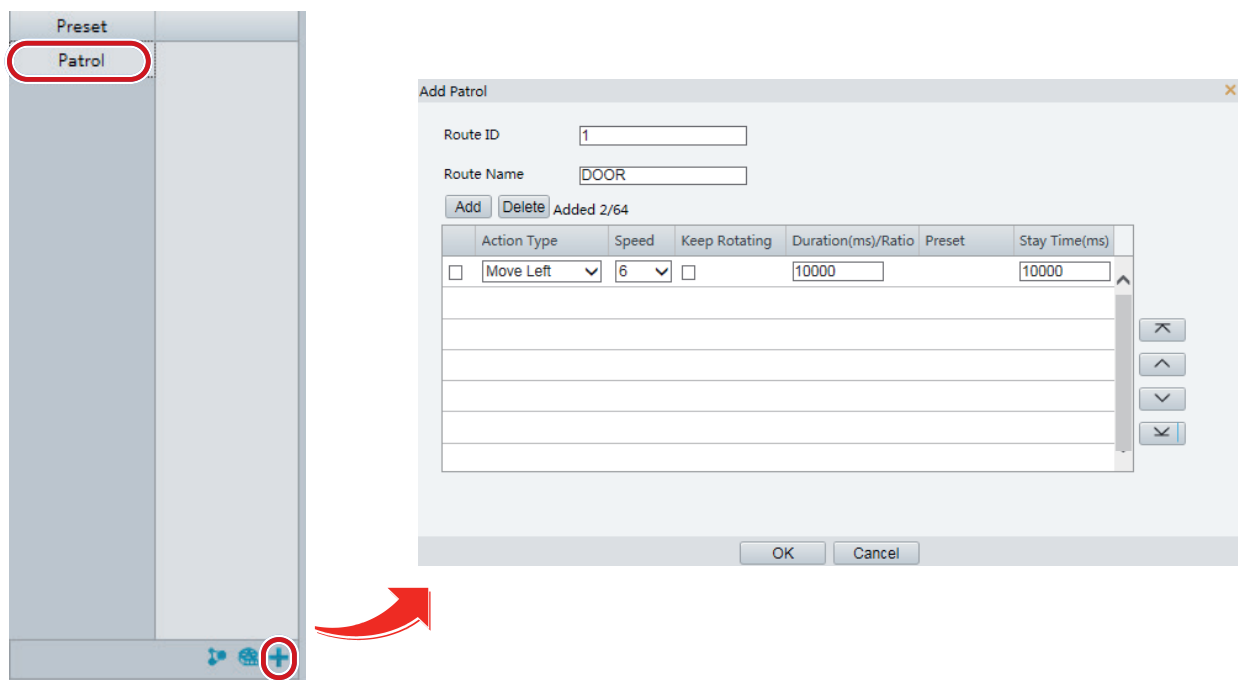 Preset
Patrol
Add Patrol
Route ID 1
Route Name DOOR
Add Delete Added 2/64
Action Type Speed Keep Rotating Duration(ms)/Ratio Preset Stay Time(ms)
Move Left 6 10000 10000
OK Cancel